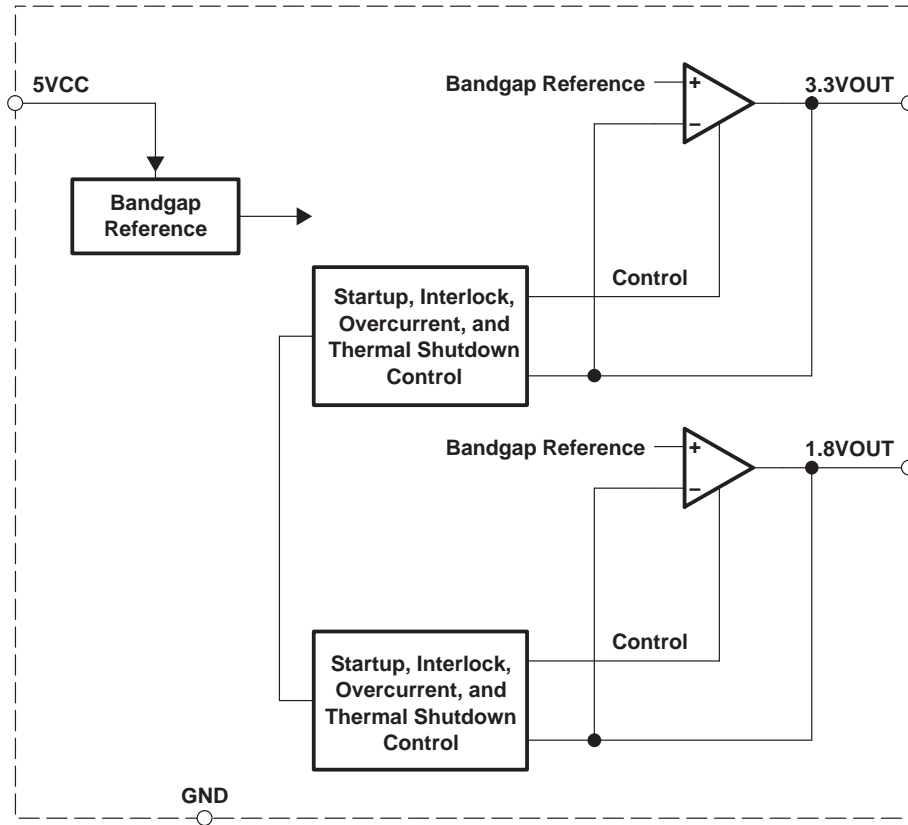 5VCC
Bandgap Reference
+
−
3.3VOUT
Bandgap
Reference
Control
Startup, Interlock,
Overcurrent, and
Thermal Shutdown
Control
Bandgap Reference
+
−
1.8VOUT
Control
Startup, Interlock,
Overcurrent, and
Thermal Shutdown
Control
GND